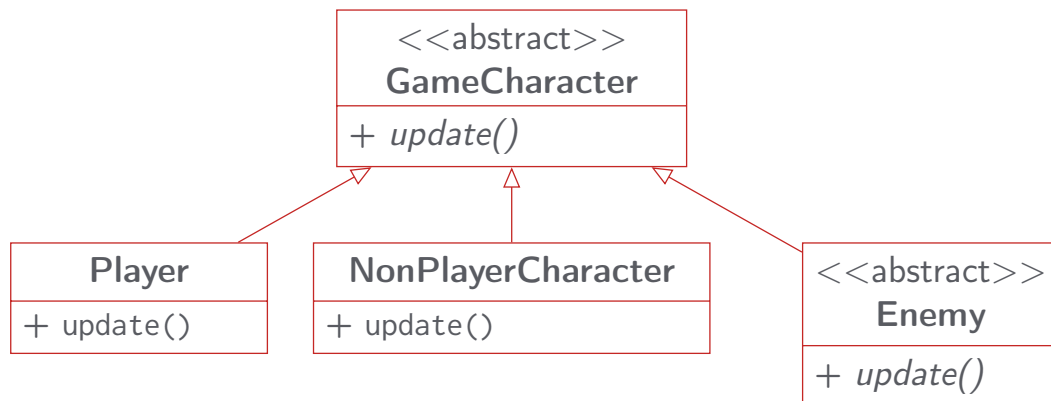 <<abstract>>
GameCharacter
+ update()
Player
+ update()
NonPlayerCharacter
+ update()
<<abstract>>
Enemy
+ update()